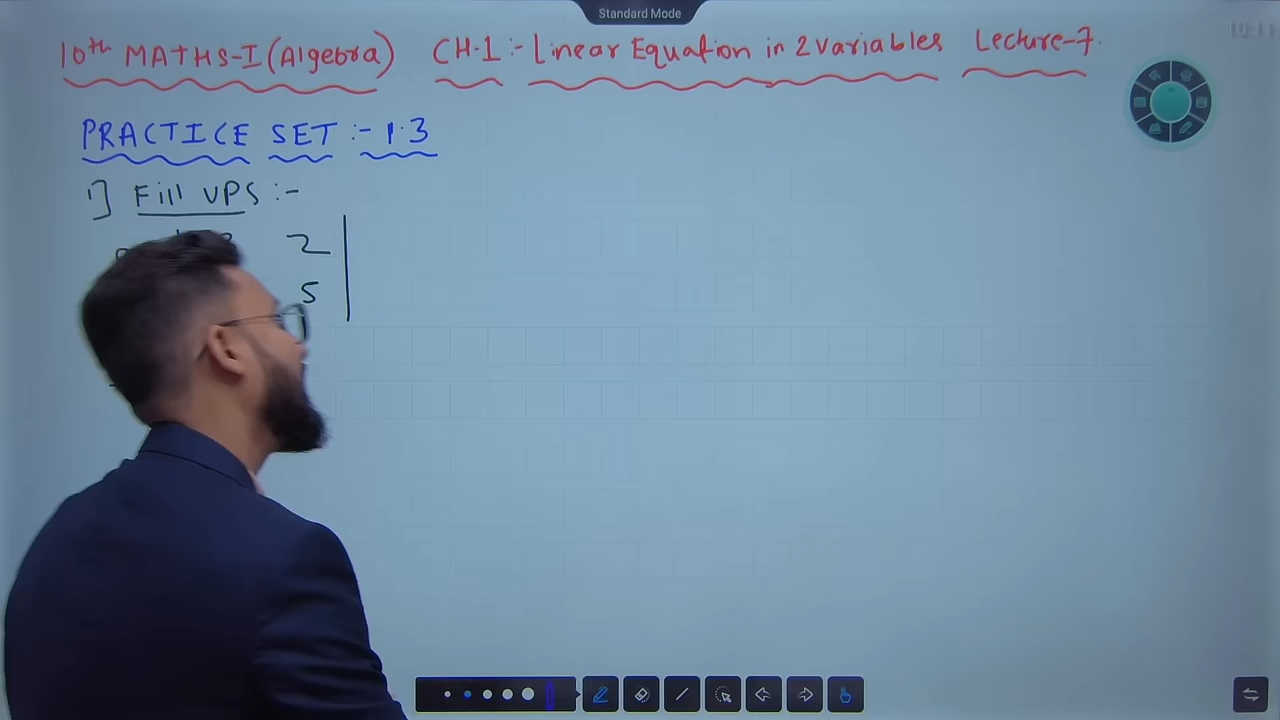 Standard Mode
10th MATHS-I (Algebra) CH-1 :- Linear Equation in 2 variables Lecture-7.
PRACTICE SET :- 1.3
1] Fill UPS :-
2
5